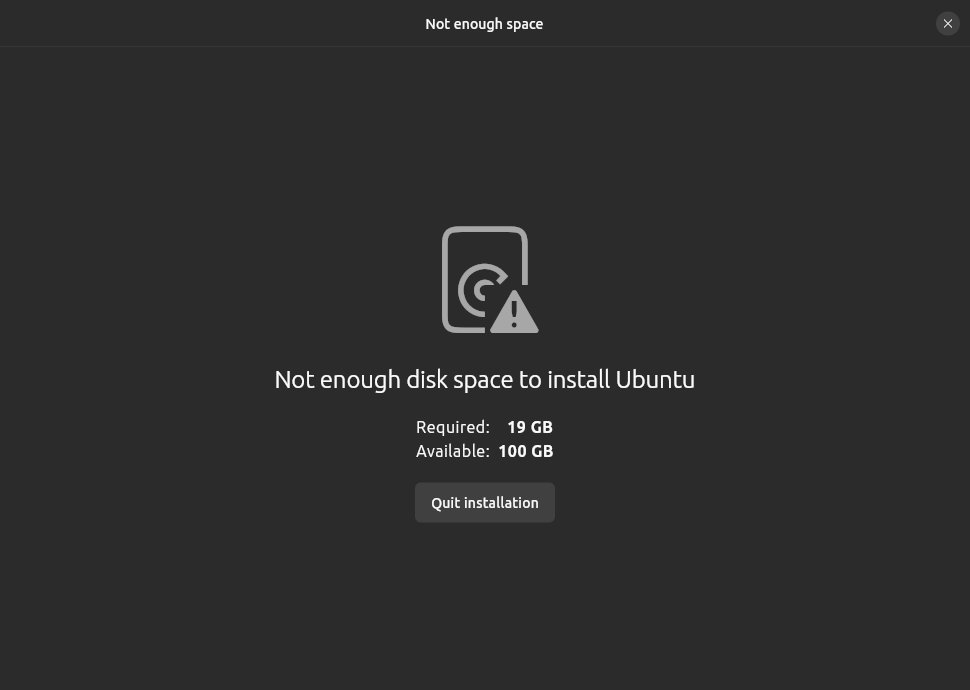 Not enough space
Not enough disk space to install Ubuntu
Required: 19 GB
Available: 100 GB
Quit installation